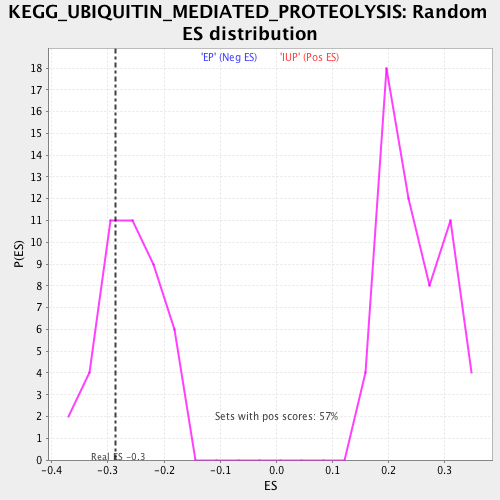 KEGG_UBIQUITIN_MEDIATED_PROTEOLYSIS: Random
ES distribution
'EP' (Neg ES) 'IUP' (Pos ES)
18
17
16
15
14
13
12
11
10
9
8
7
6
5
4
3
2
1
0
P(ES)
Sets with pos scores: 57%
Real ES -0.3
-0.4 -0.3 -0.2 -0.1 0.0 0.1 0.2 0.3
ES